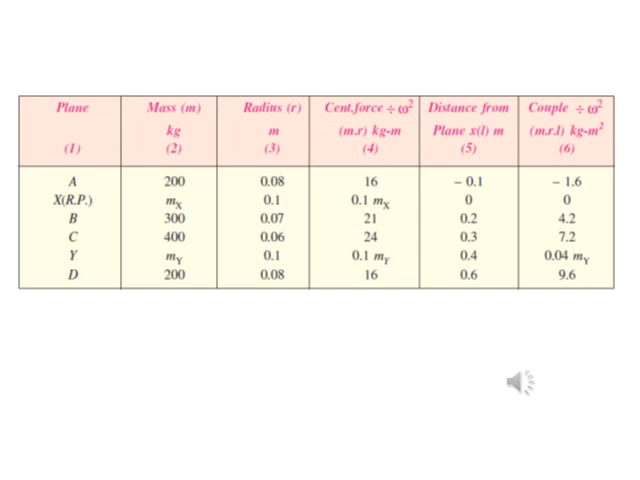 Plane Mass (m) Radius (r) Cent.force ÷ ω² Distance from Couple ÷ ω²
kg m (m.r) kg-m Plane x(l) m (m.r.l) kg-m²
(1) (2) (3) (4) (5) (6)
A 200 0.08 16 – 0.1 – 1.6
X(R.P.) mX 0.1 0.1 mX 0 0
B 300 0.07 21 0.2 4.2
C 400 0.06 24 0.3 7.2
Y mY 0.1 0.1 mY 0.4 0.04 mY
D 200 0.08 16 0.6 9.6